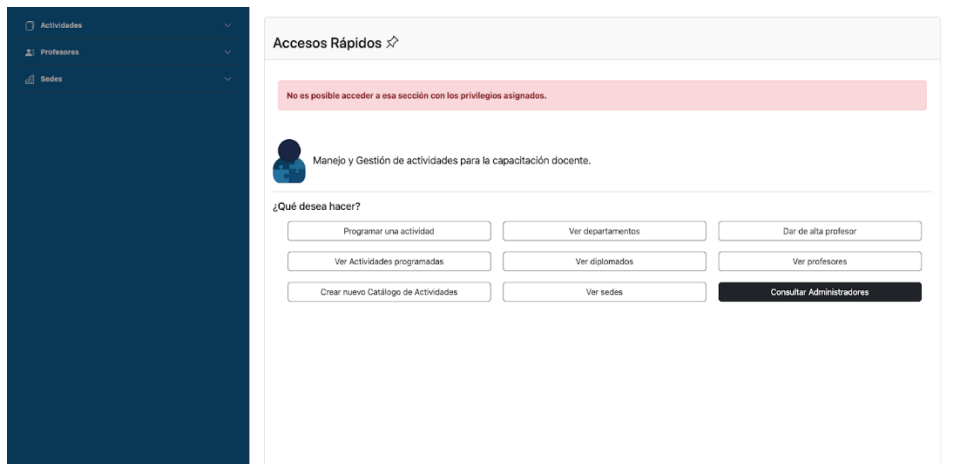 Actividades
Profesores
Sedes
Accesos Rápidos
No es posible acceder a esa sección con los privilegios asignados.
Manejo y Gestión de actividades para la capacitación docente.
¿Qué desea hacer?
Programar una actividad
Ver departamentos
Dar de alta profesor
Ver Actividades programadas
Ver diplomados
Ver profesores
Crear nuevo Catálogo de Actividades
Ver sedes
Consultar Administradores